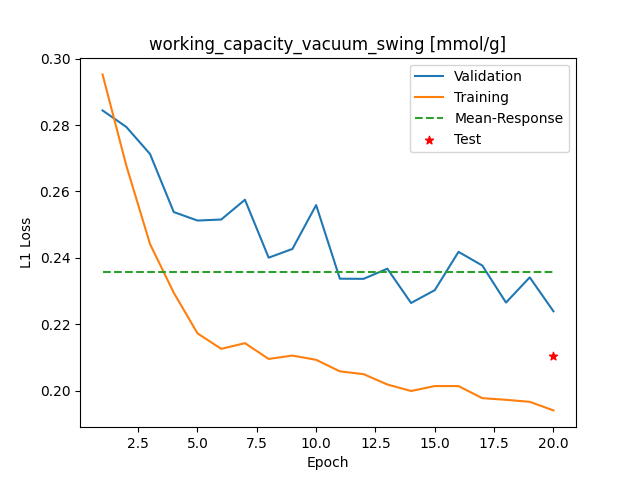 working_capacity_vacuum_swing [mmol/g]
L1 Loss
0.30
0.28
0.26
0.24
0.22
0.20
Validation
Training
Mean-Response
Test
2.5 5.0 7.5 10.0 12.5 15.0 17.5 20.0
Epoch